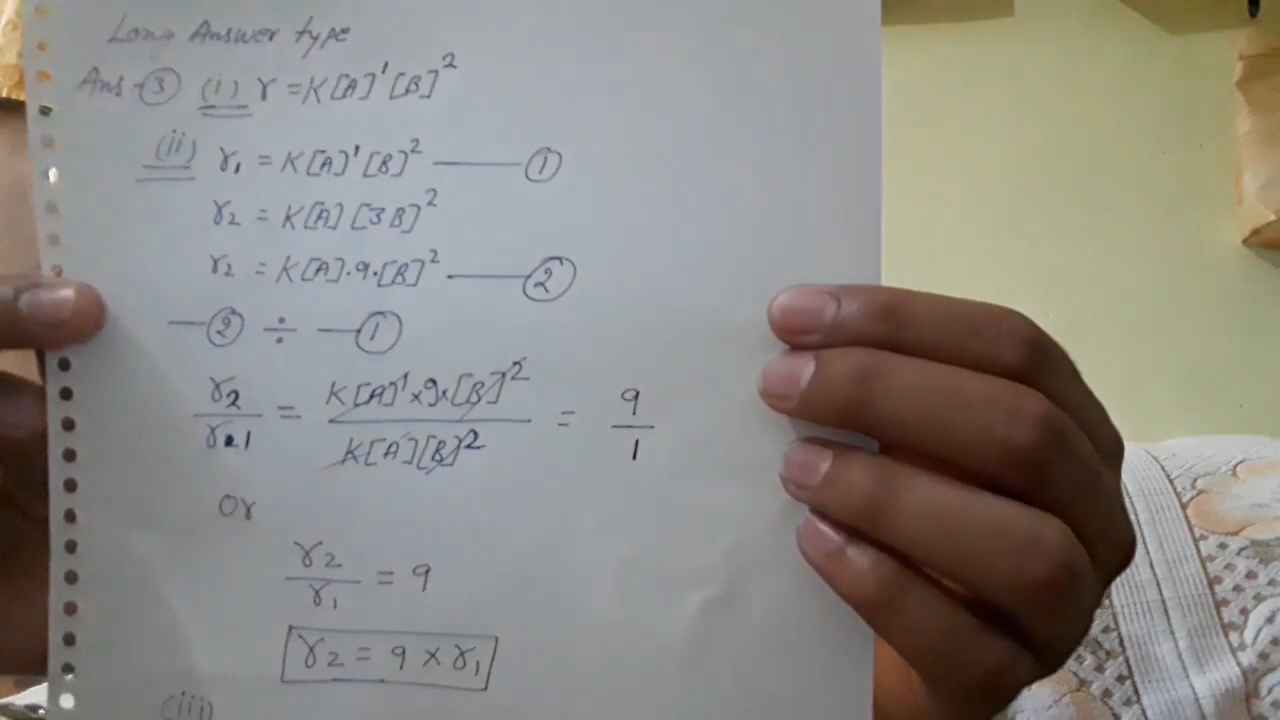 Long Answer type
Ans-③ (i) r = K[A]¹[B]²
(ii) r₁ = K[A]¹[B]² —— ①
r₂ = K[A][3B]²
r₂ = K[A]·9·[B]² —— ②
—② ÷ —①
r₂/r₁ = K[A]¹×9×[B]²/K[A][B]² = 9/1
Or
r₂/r₁ = 9
r₂ = 9 × r₁
(iii)